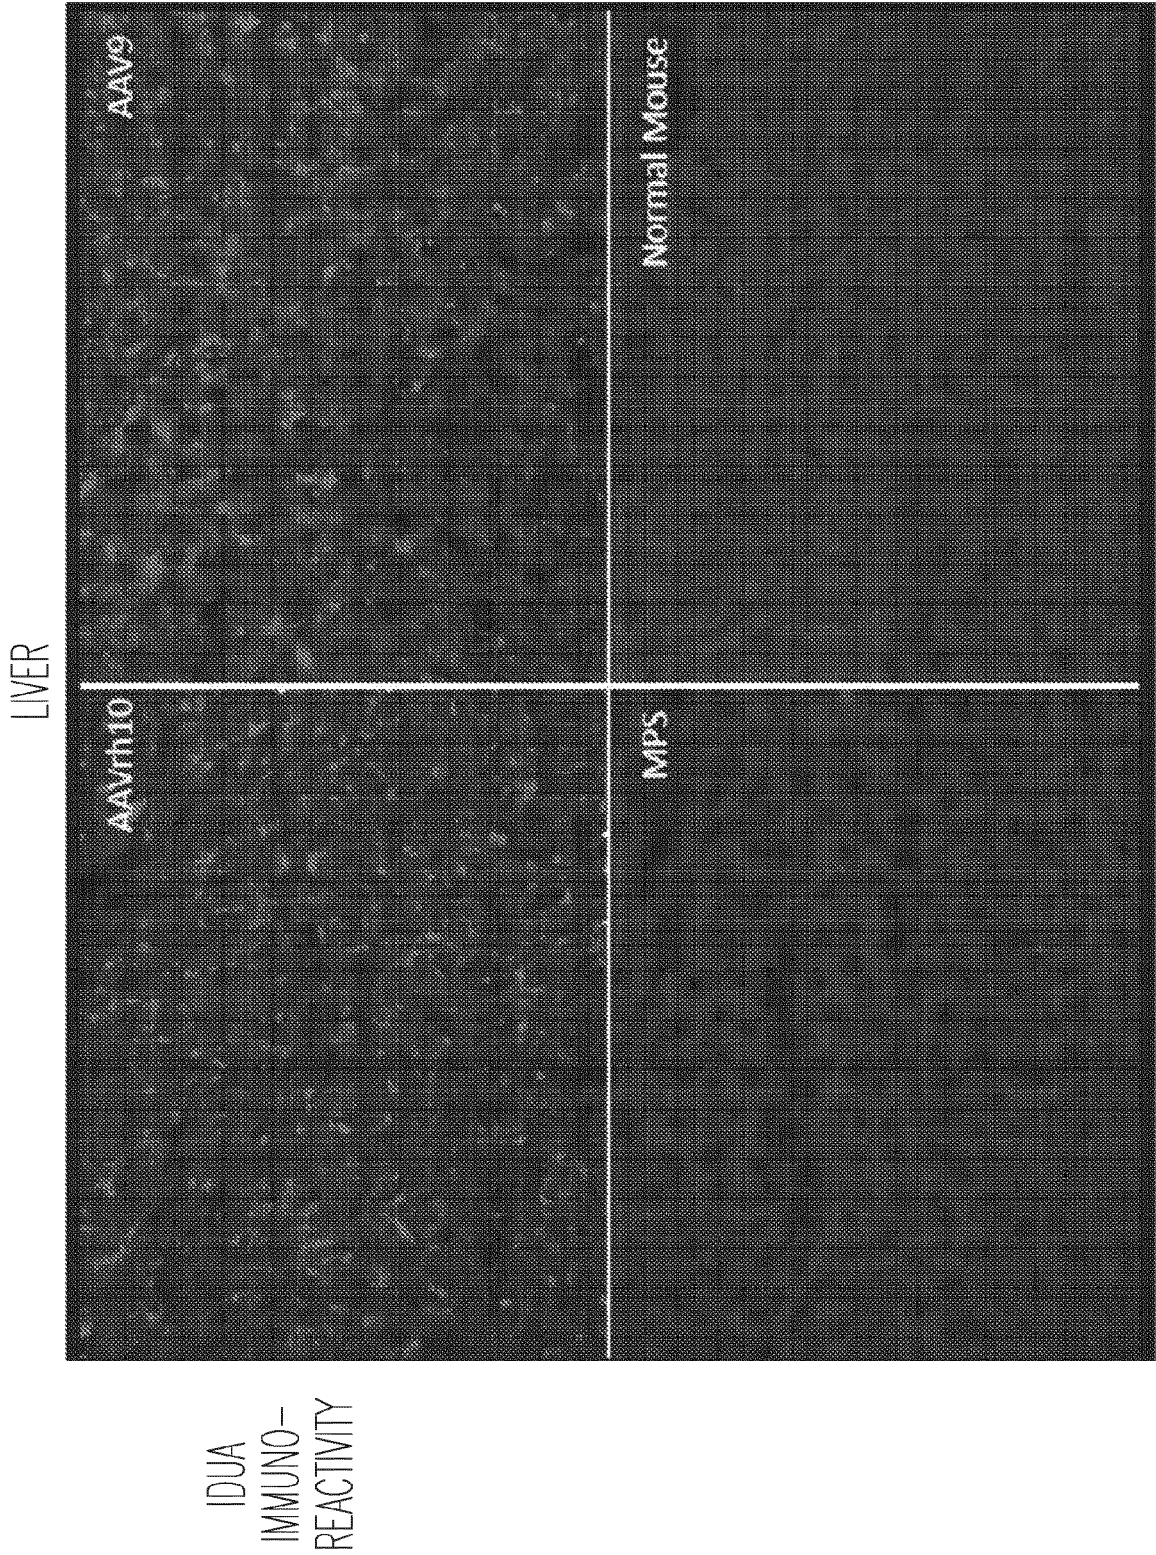 LIVER
IDUA
IMMUNO-
REACTIVITY
AAVrh10
AAV9
MPS
Normal Mouse